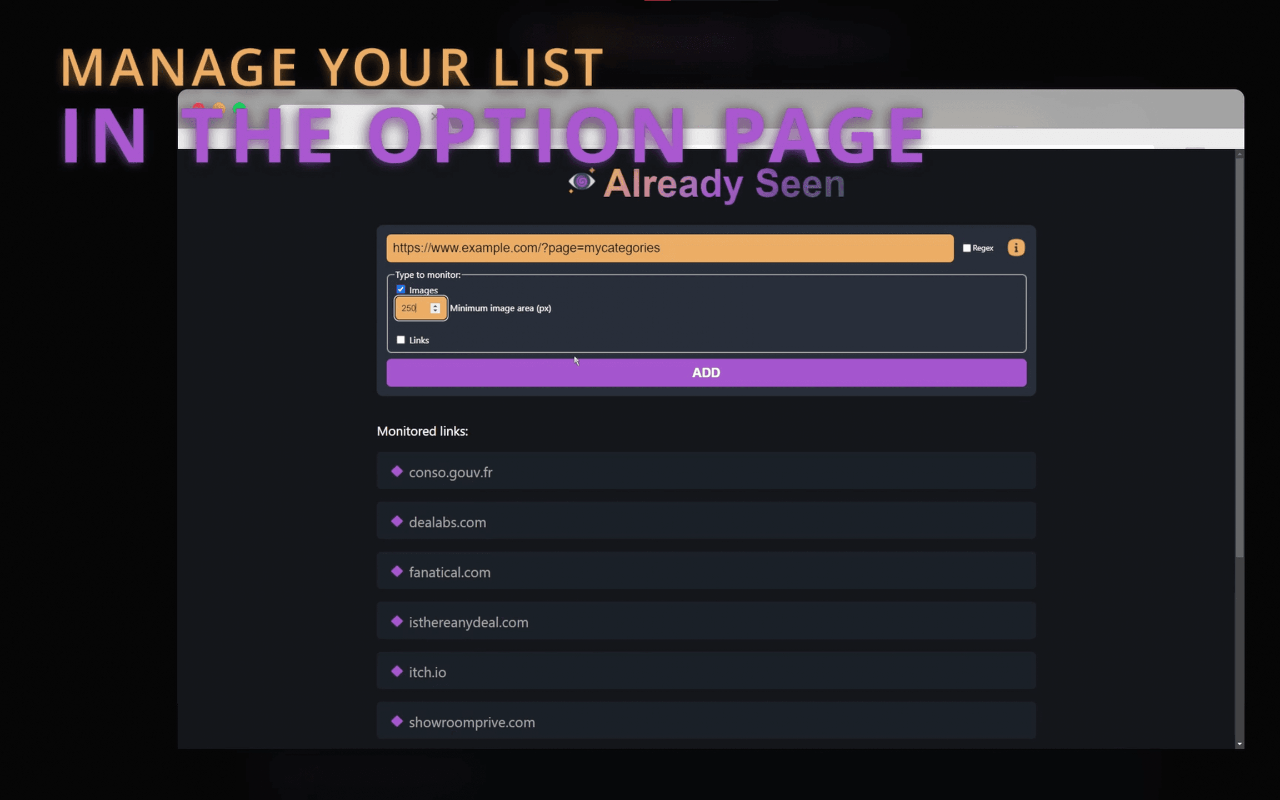 MANAGE YOUR LIST
IN THE OPTION PAGE
Already Seen
https://www.example.com/?page=mycategories
Regex
i
Type to monitor:
Images
250
Minimum image area (px)
Links
ADD
Monitored links:
conso.gouv.fr
dealabs.com
fanatical.com
isthereanydeal.com
itch.io
showroomprive.com